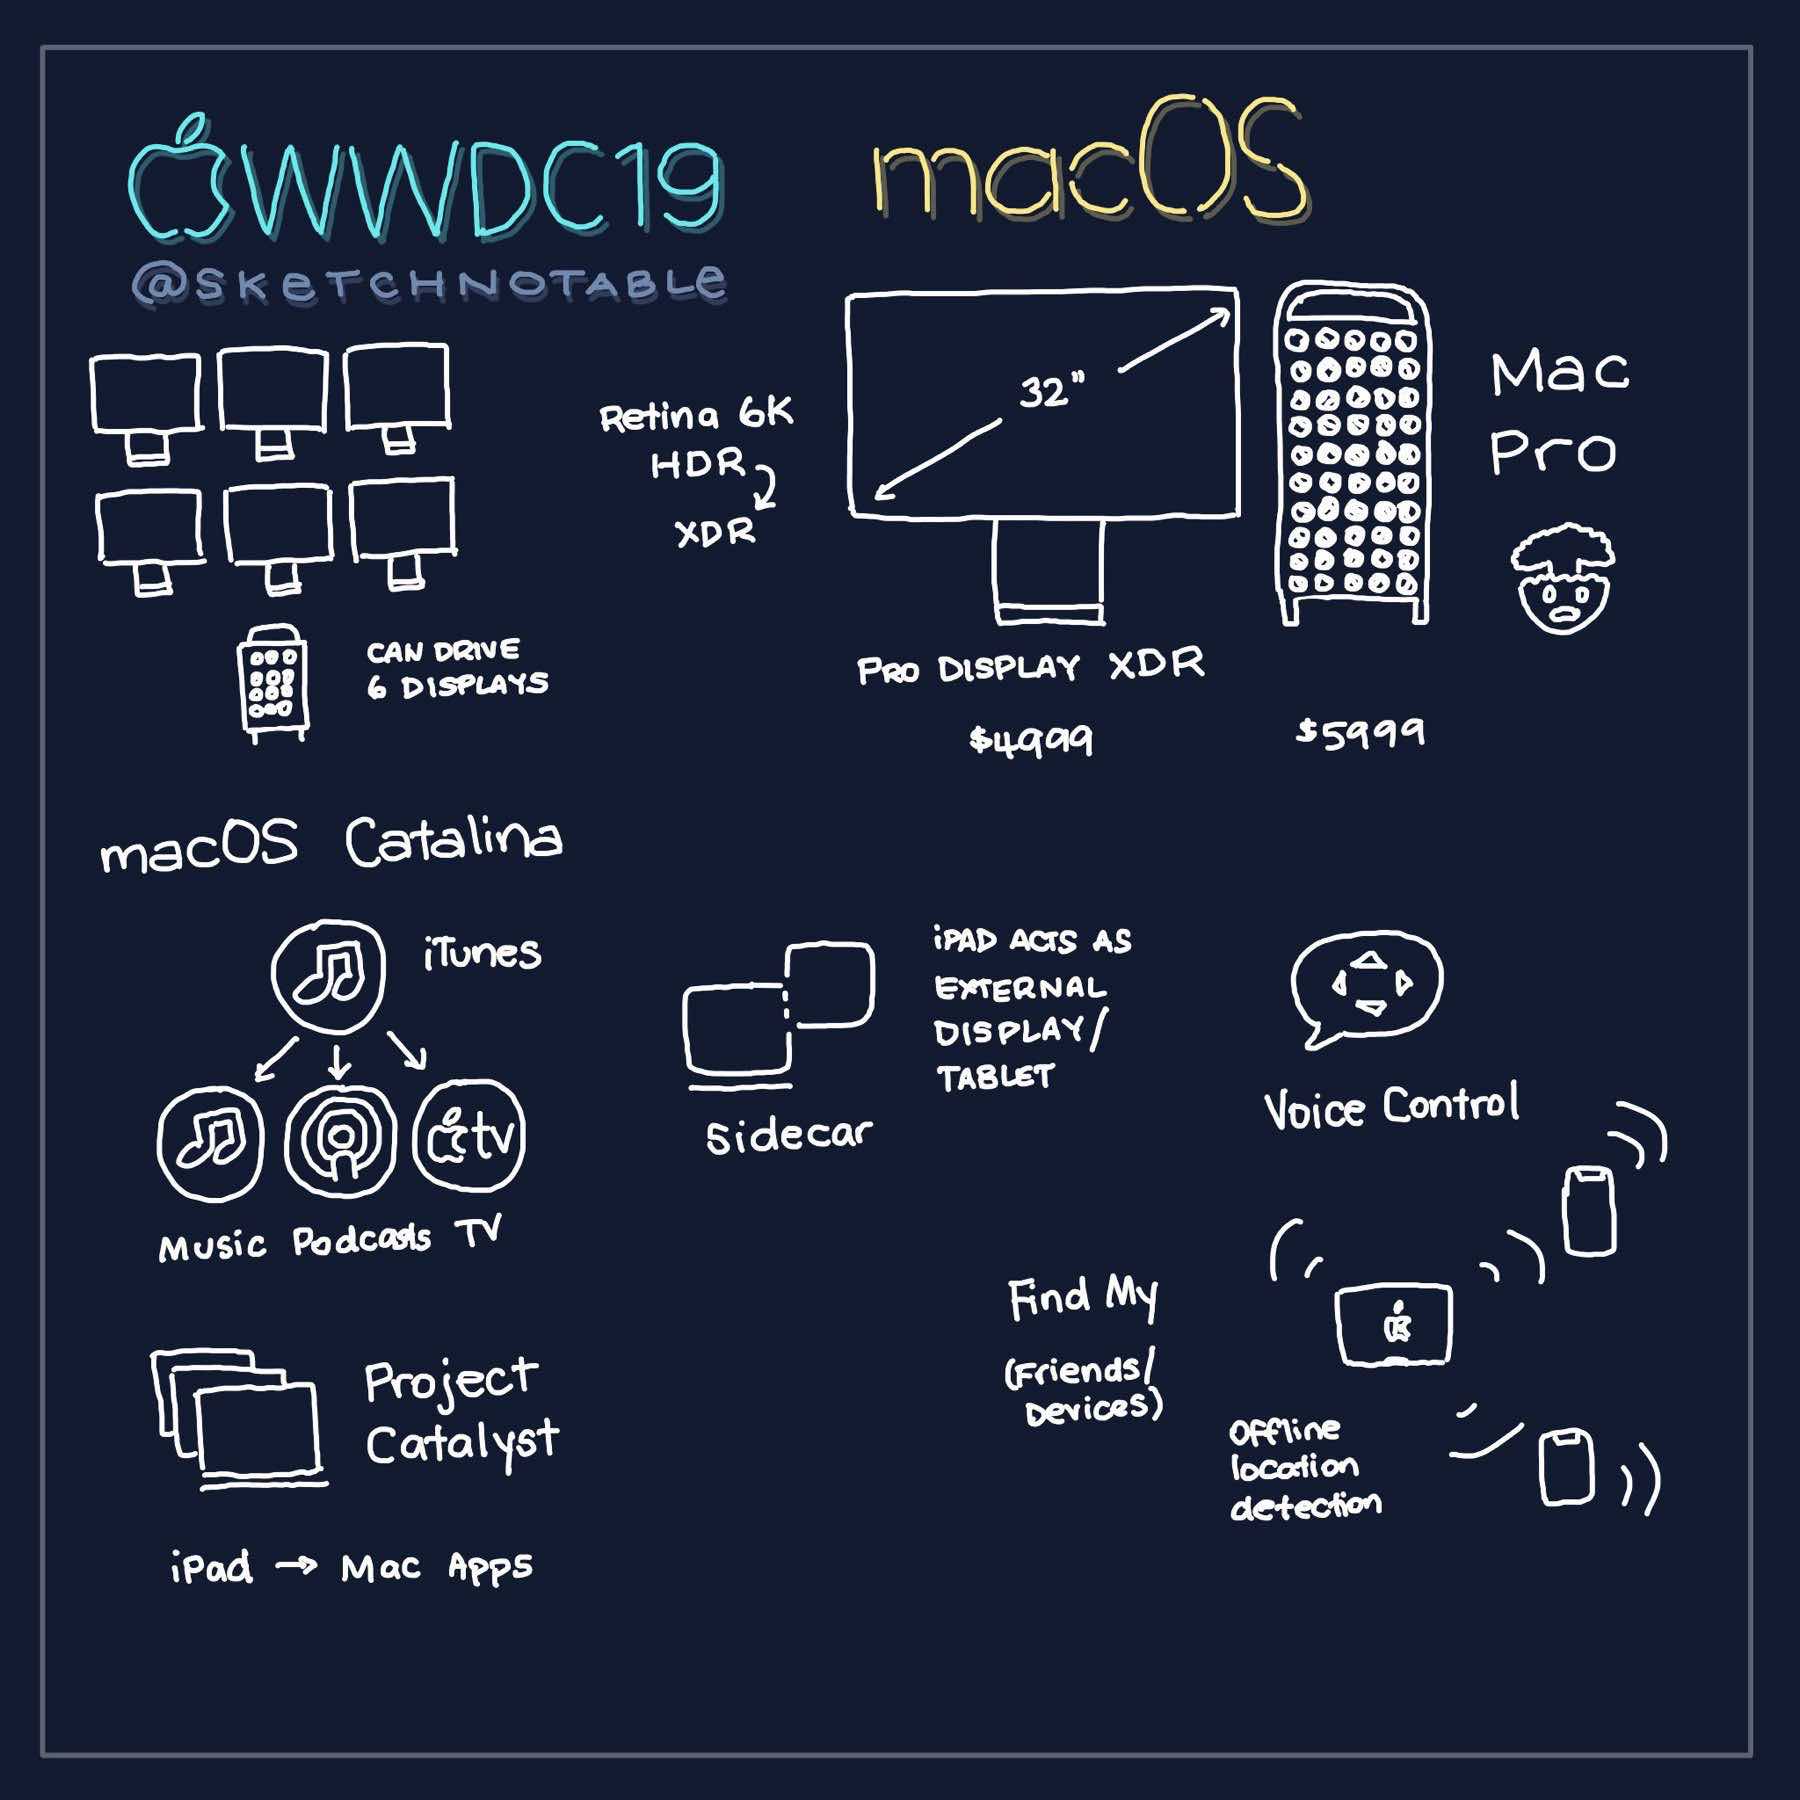 WWDC19
@SKETCHNOTABLE
macOS
CAN DRIVE
6 DISPLAYS
Retina 6K
HDR
XDR
32"
PRO DISPLAY XDR
$4999
Mac
Pro
$5999
macOS Catalina
iTunes
tv
Music Podcasts TV
Sidecar
iPAD ACTS AS
EXTERNAL
DISPLAY/
TABLET
Voice Control
Project
Catalyst
iPad → Mac Apps
Find My
(Friends/
Devices)
Offline
location
detection